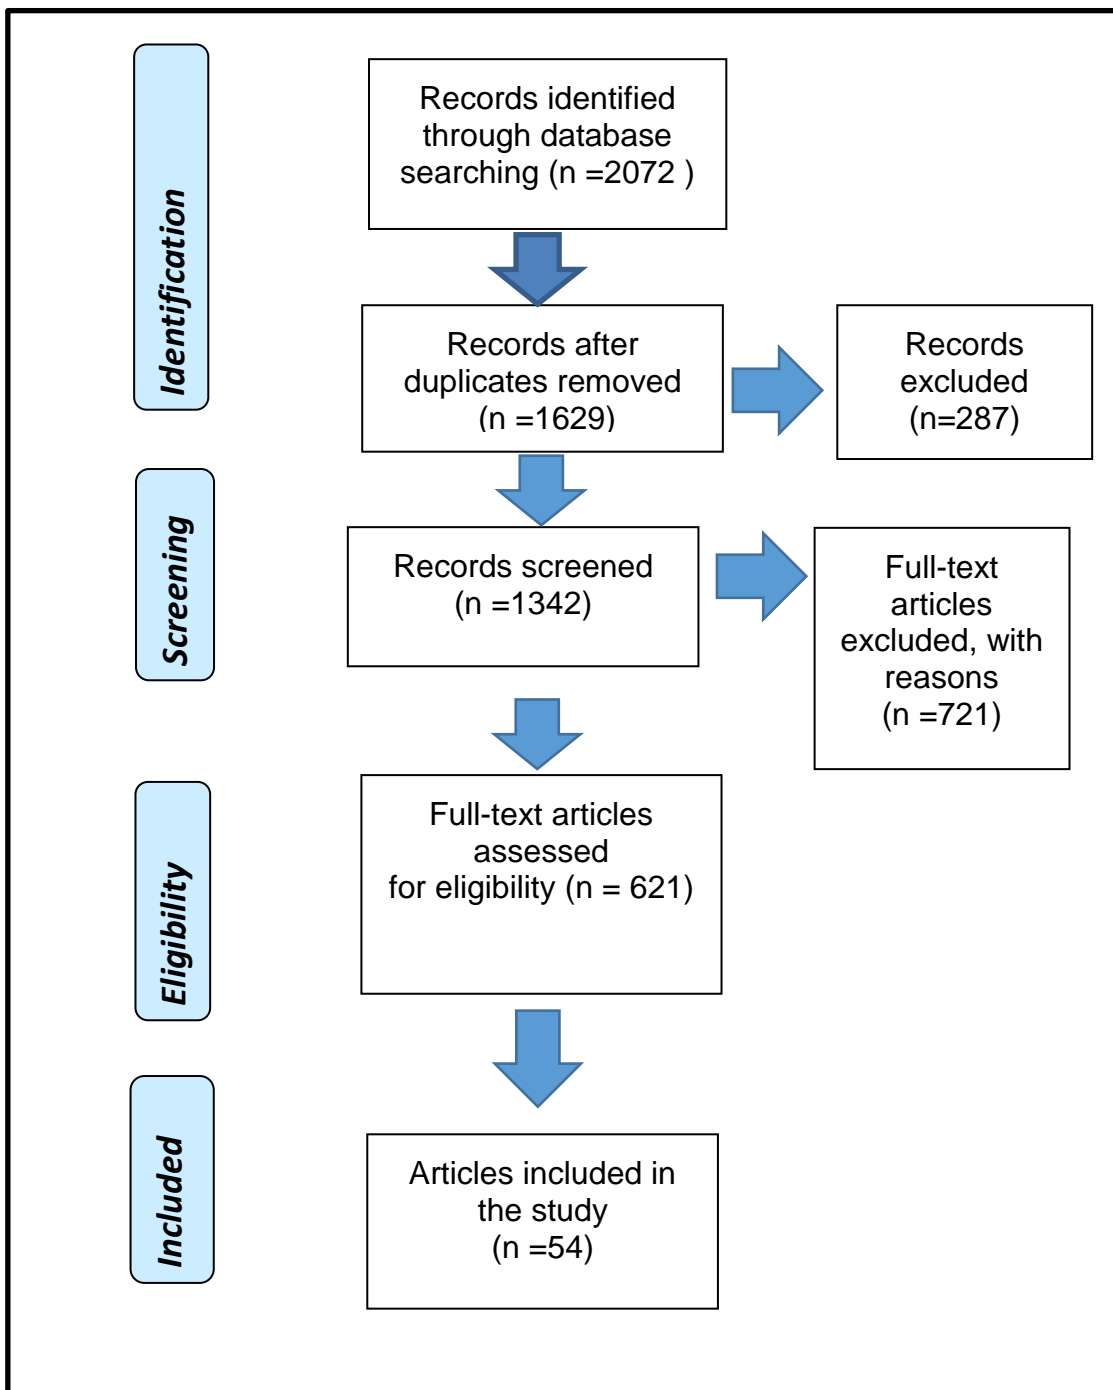 Identification
Records identified
through database
searching (n =2072 )
Records after
duplicates removed
(n =1629)
Records
excluded
(n=287)
Screening
Records screened
(n =1342)
Full-text
articles
excluded, with
reasons
(n =721)
Eligibility
Full-text articles
assessed
for eligibility (n = 621)
Included
Articles included in
the study
(n =54)